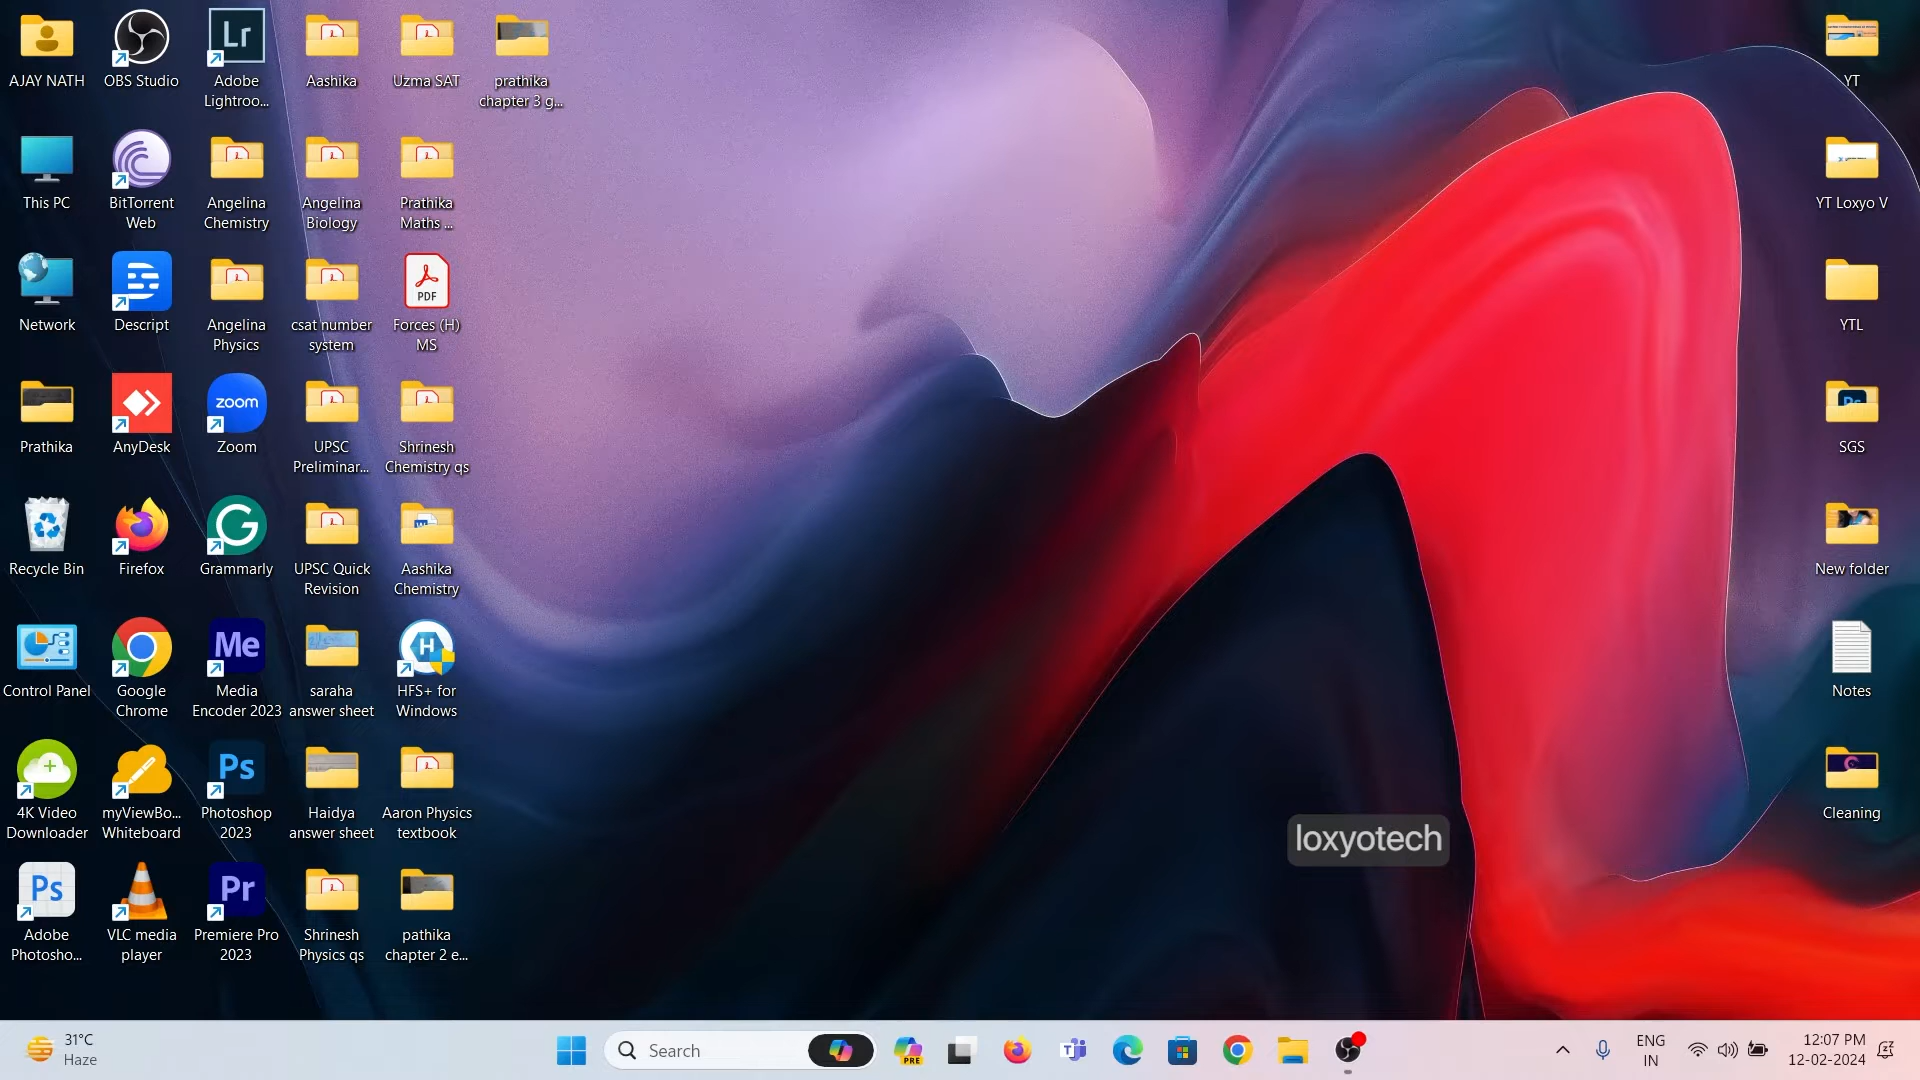 AJAY NATH
OBS Studio
Adobe
Lightroo...
Aashika
Uzma SAT
prathika
chapter 3 g...
YT
This PC
BitTorrent
Web
Angelina
Chemistry
Angelina
Biology
Prathika
Maths ...
YT Loxyo V
Network
Descript
Angelina
Physics
csat number
system
PDF
Forces (H)
MS
YTL
Prathika
AnyDesk
zoom
Zoom
UPSC
Preliminar...
Shrinesh
Chemistry qs
SGS
Recycle Bin
Firefox
Grammarly
UPSC Quick
Revision
Aashika
Chemistry
New folder
Control Panel
Google
Chrome
Me
Media
Encoder 2023
saraha
answer sheet
H
HFS+ for
Windows
Notes
4K Video
Downloader
myViewBo...
Whiteboard
Ps
Photoshop
2023
Haidya
answer sheet
Aaron Physics
textbook
Cleaning
loxyotech
Ps
Adobe
Photosho...
VLC media
player
Pr
Premiere Pro
2023
Shrinesh
Physics qs
pathika
chapter 2 e...
Lr
31°C
Haze
Search
PRE
ENG
IN
12:07 PM
12-02-2024